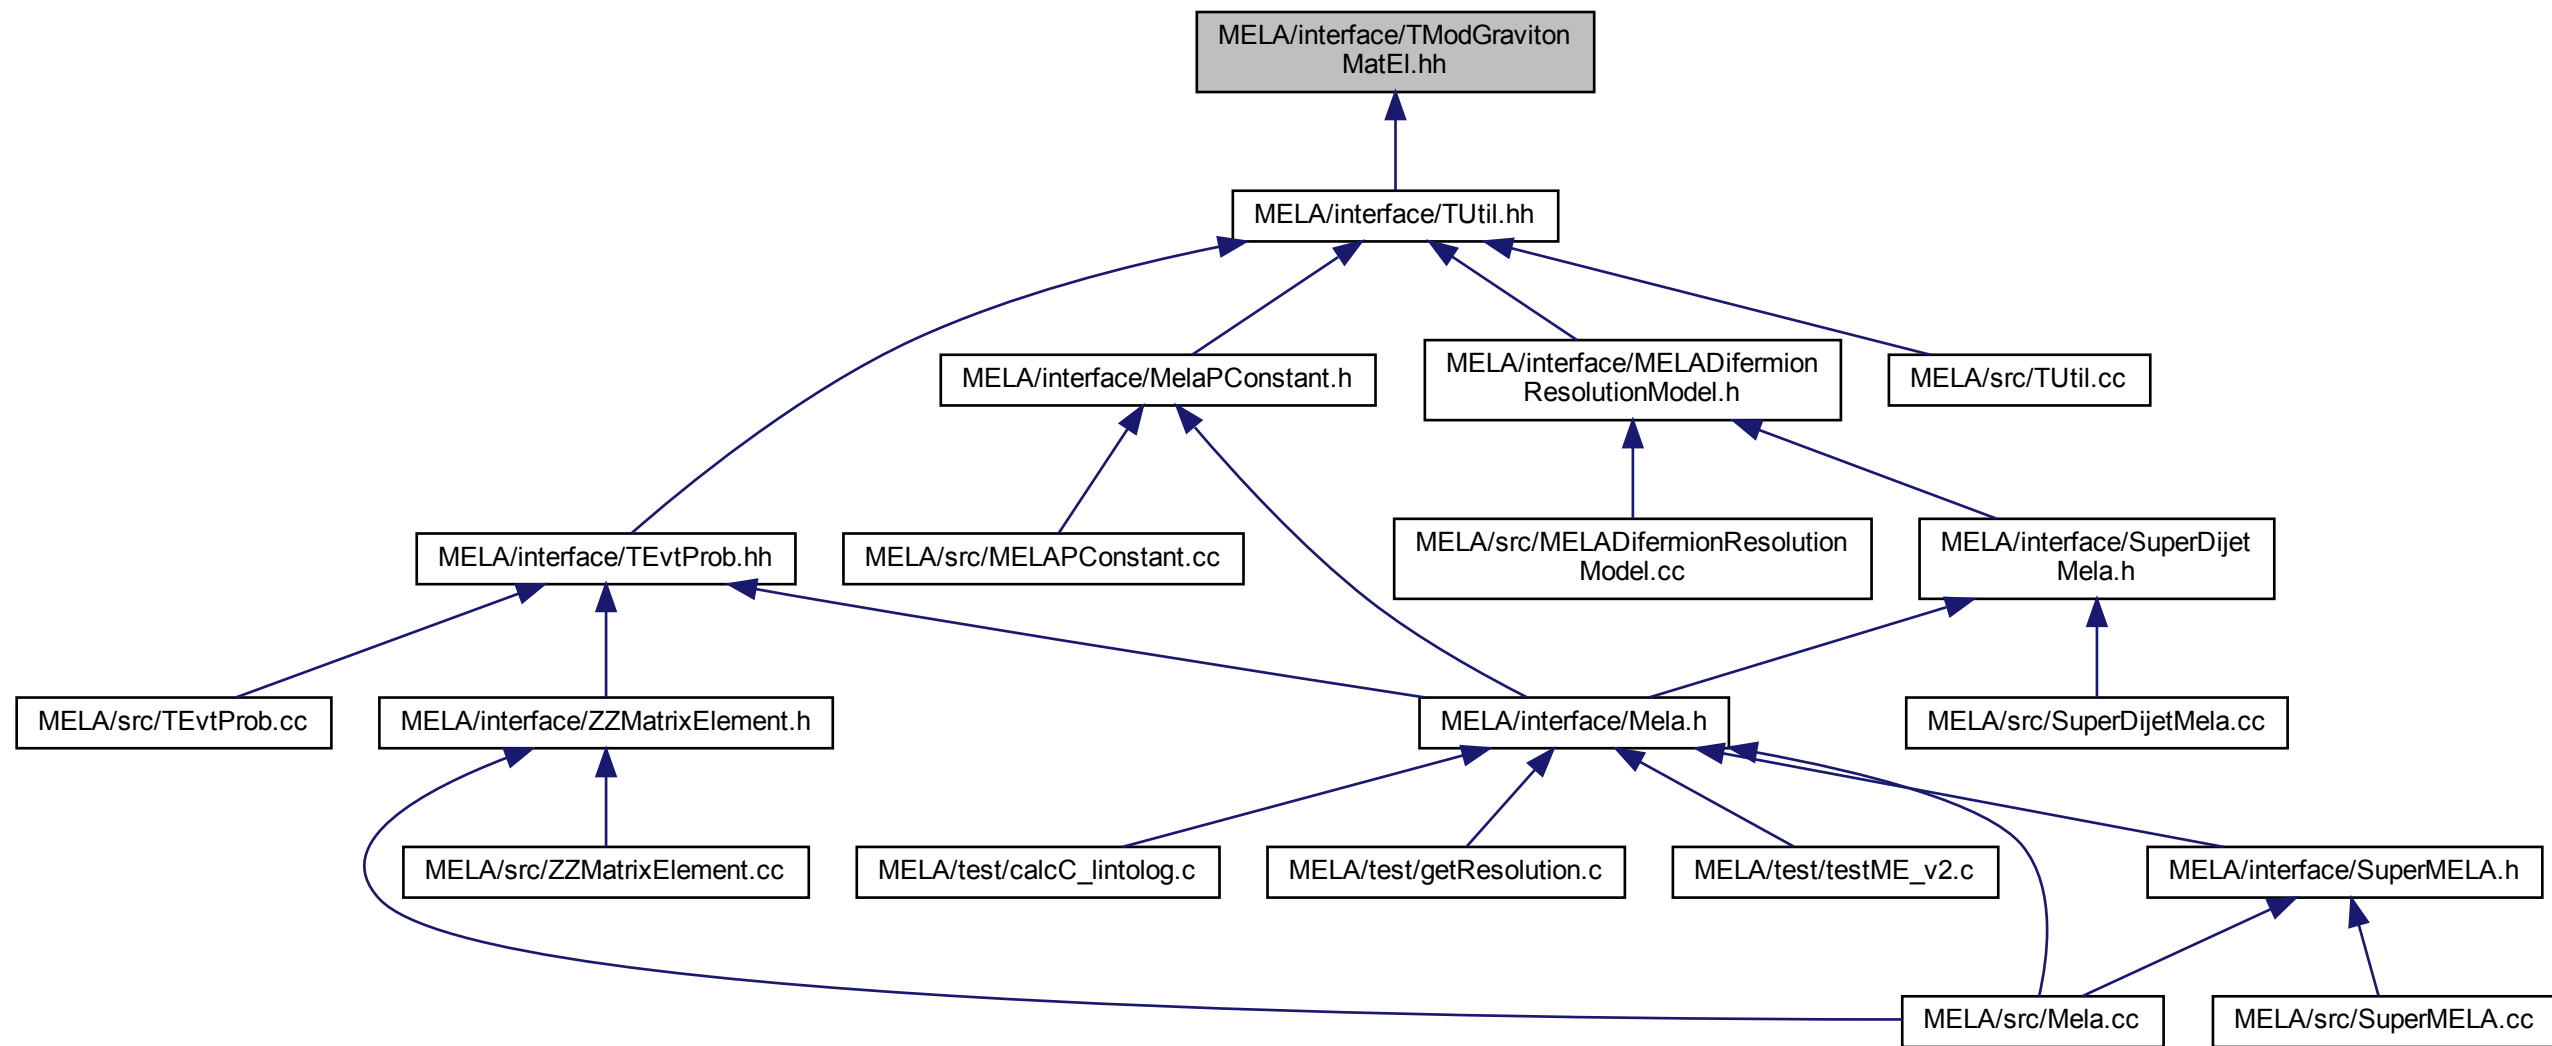 MELA/interface/TModGraviton
MatEl.hh
MELA/interface/TUtil.hh
MELA/interface/MelaPConstant.h
MELA/interface/MELADifermion
ResolutionModel.h
MELA/src/TUtil.cc
MELA/interface/TEvtProb.hh
MELA/src/MELAPConstant.cc
MELA/src/MELADifermionResolution
Model.cc
MELA/interface/SuperDijet
Mela.h
MELA/src/TEvtProb.cc
MELA/interface/ZZMatrixElement.h
MELA/interface/Mela.h
MELA/src/SuperDijetMela.cc
MELA/src/ZZMatrixElement.cc
MELA/test/calcC_lintolog.c
MELA/test/getResolution.c
MELA/test/testME_v2.c
MELA/interface/SuperMELA.h
MELA/src/Mela.cc
MELA/src/SuperMELA.cc